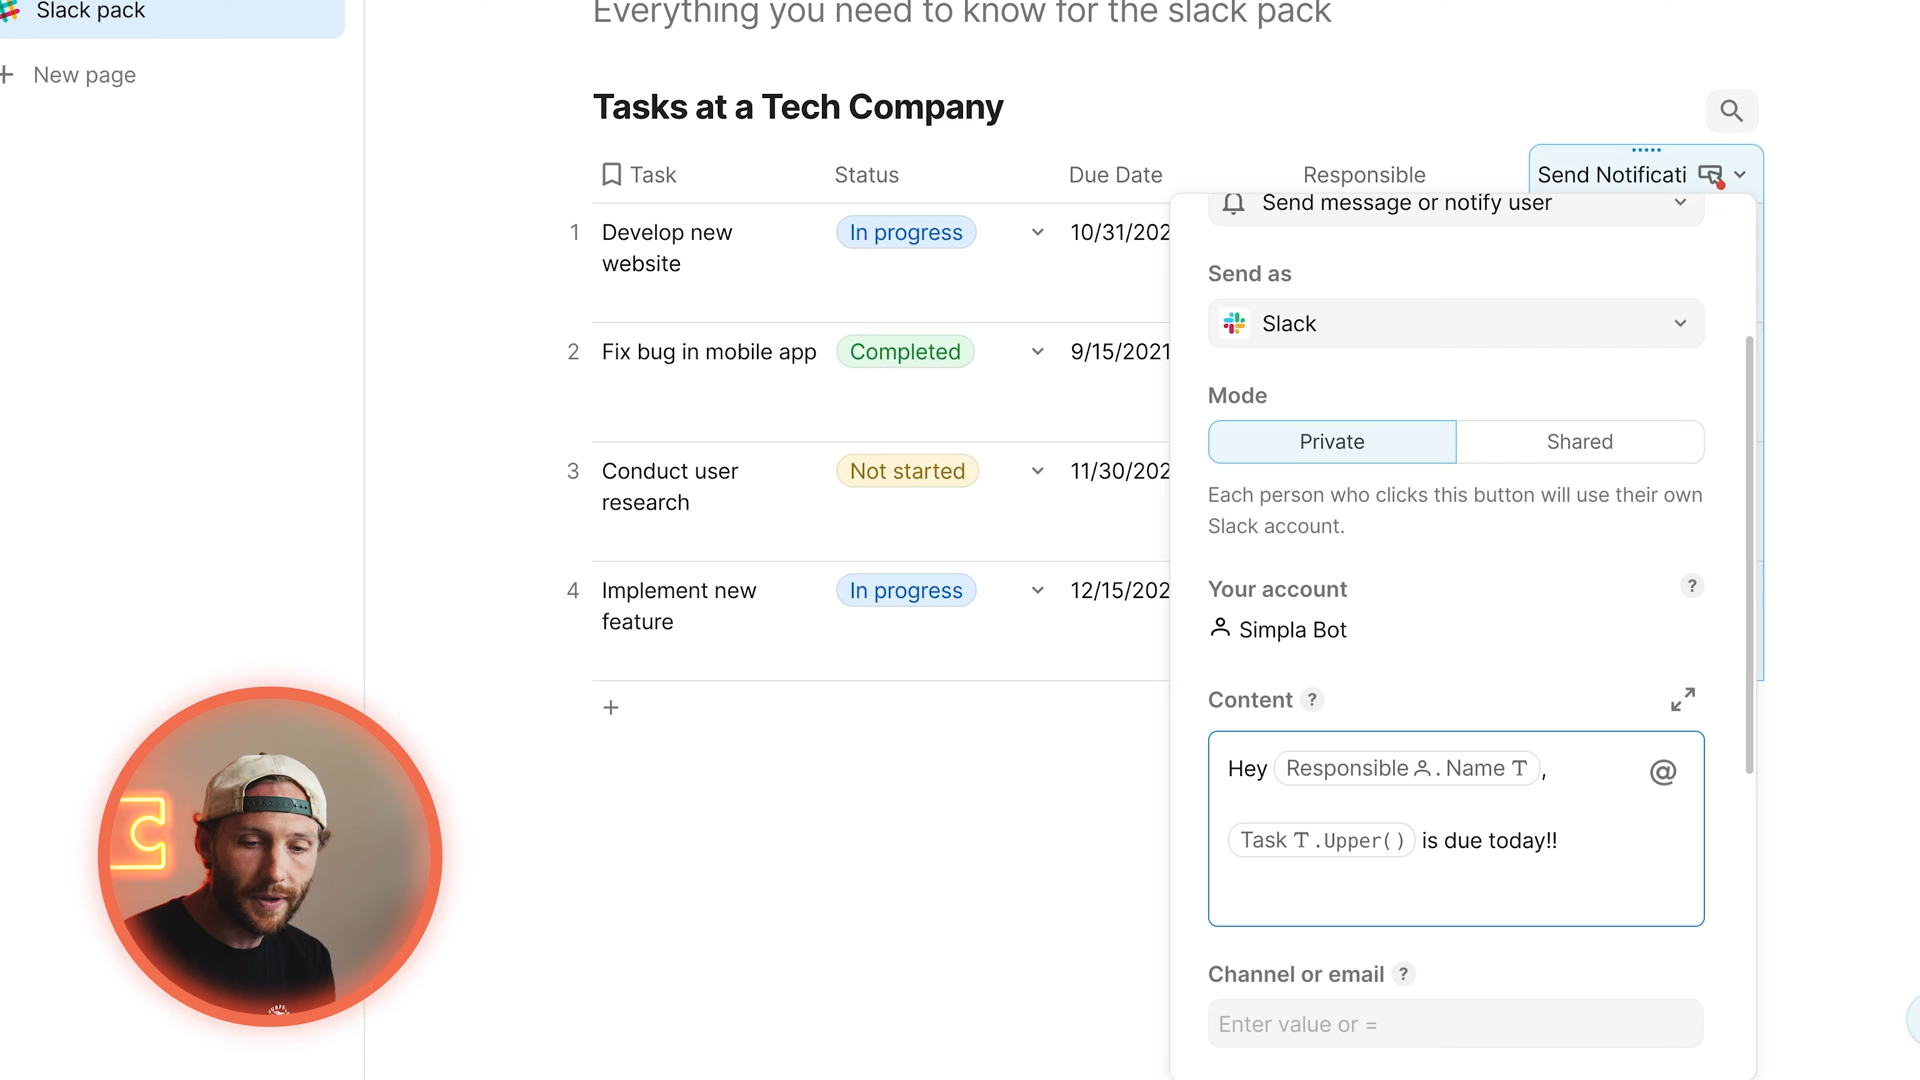 Slack pack
Everything you need to know for the slack pack
+ New page
Tasks at a Tech Company
Task Status Due Date Responsible Send Notificati
1 Develop new
website
In progress
10/31/202
2 Fix bug in mobile app
Completed
9/15/2021
3 Conduct user
research
Not started
11/30/202
4 Implement new
feature
In progress
12/15/202
+
Send message or notify user
Send as
Slack
Mode
Private Shared
Each person who clicks this button will use their own
Slack account.
Your account ?
Simpla Bot
Content ?
Hey Responsible . Name T , @
Task T .Upper() is due today!!
Channel or email ?
Enter value or =